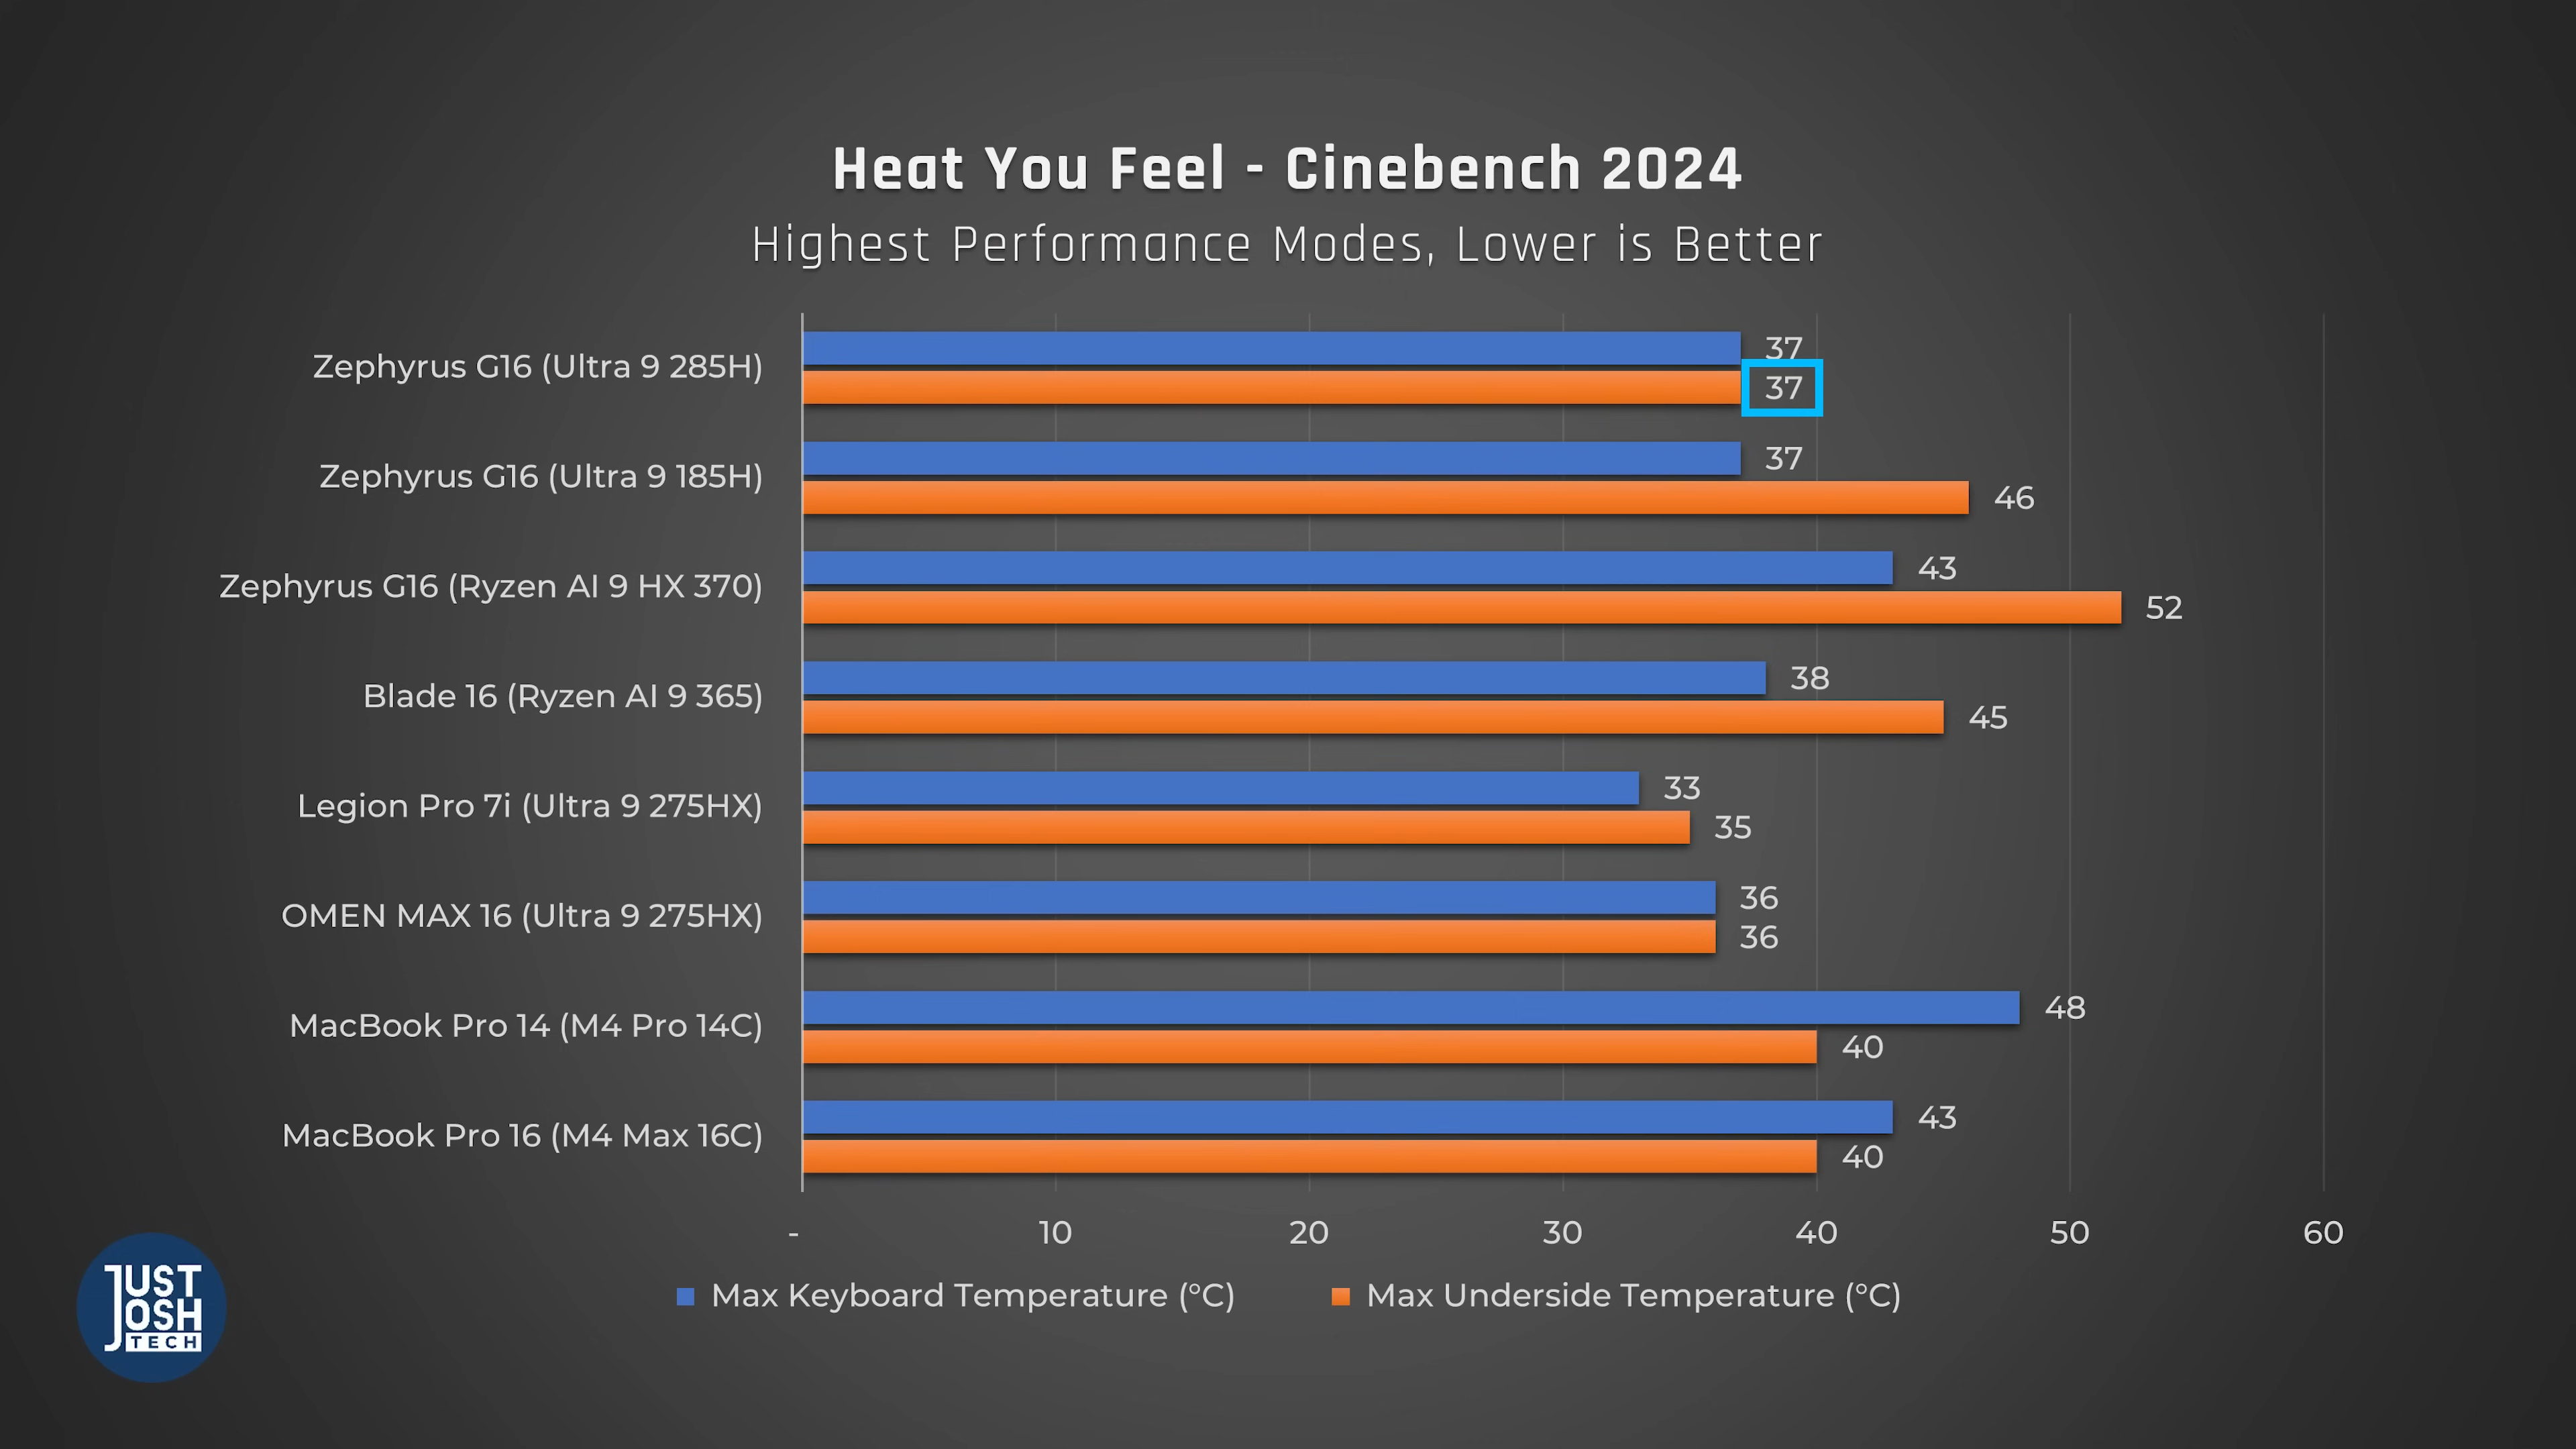 Heat You Feel - Cinebench 2024
Highest Performance Modes, Lower is Better
Zephyrus G16 (Ultra 9 285H)
37
37
Zephyrus G16 (Ultra 9 185H)
37
46
Zephyrus G16 (Ryzen AI 9 HX 370)
43
52
Blade 16 (Ryzen AI 9 365)
38
45
Legion Pro 7i (Ultra 9 275HX)
33
35
OMEN MAX 16 (Ultra 9 275HX)
36
36
MacBook Pro 14 (M4 Pro 14C)
48
40
MacBook Pro 16 (M4 Max 16C)
43
40
- 10 20 30 40 50 60
Max Keyboard Temperature (°C) Max Underside Temperature (°C)
JUST
JOSH
TECH